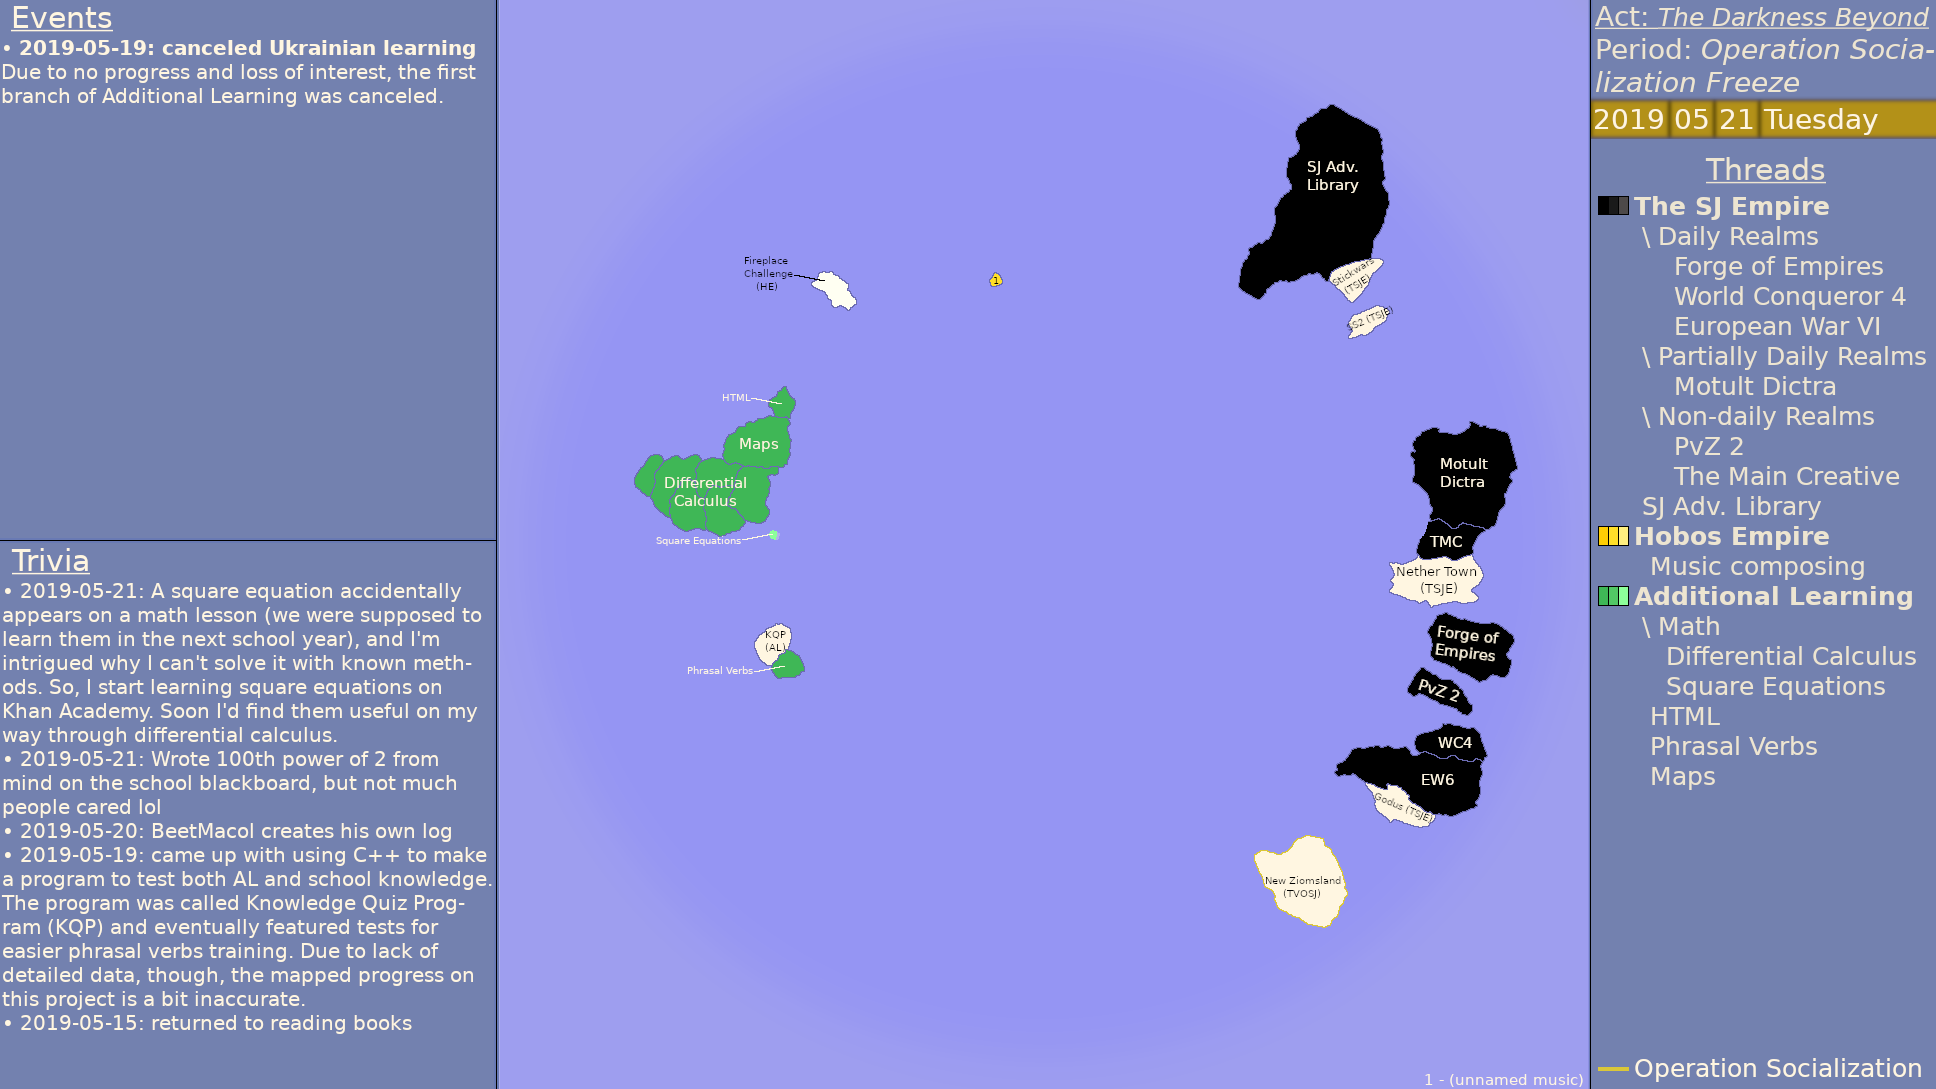 Events
• 2019-05-19: canceled Ukrainian learning
Due to no progress and loss of interest, the first
branch of Additional Learning was canceled.
Trivia
• 2019-05-21: A square equation accidentally
appears on a math lesson (we were supposed to
learn them in the next school year), and I'm
intrigued why I can't solve it with known meth-
ods. So, I start learning square equations on
Khan Academy. Soon I'd find them useful on my
way through differential calculus.
• 2019-05-21: Wrote 100th power of 2 from
mind on the school blackboard, but not much
people cared lol
• 2019-05-20: BeetMacol creates his own log
• 2019-05-19: came up with using C++ to make
a program to test both AL and school knowledge.
The program was called Knowledge Quiz Prog-
ram (KQP) and eventually featured tests for
easier phrasal verbs training. Due to lack of
detailed data, though, the mapped progress on
this project is a bit inaccurate.
• 2019-05-15: returned to reading books
Fireplace
Challenge
(HE)
1
HTML
Maps
Differential
Calculus
Square Equations
KQP
(AL)
Phrasal Verbs
SJ Adv.
Library
Stickwars
(TSJE)
SS2 (TSJE)
Motult
Dictra
TMC
Nether Town
(TSJE)
Forge of
Empires
PvZ 2
WC4
EW6
Godus (TSJE)
New Ziomsland
(TVOSJ)
1 - (unnamed music)
Act: The Darkness Beyond
Period: Operation Socia-
lization Freeze
2019 05 21 Tuesday
Threads
The SJ Empire
\ Daily Realms
Forge of Empires
World Conqueror 4
European War VI
\ Partially Daily Realms
Motult Dictra
\ Non-daily Realms
PvZ 2
The Main Creative
SJ Adv. Library
Hobos Empire
Music composing
Additional Learning
\ Math
Differential Calculus
Square Equations
HTML
Phrasal Verbs
Maps
Operation Socialization